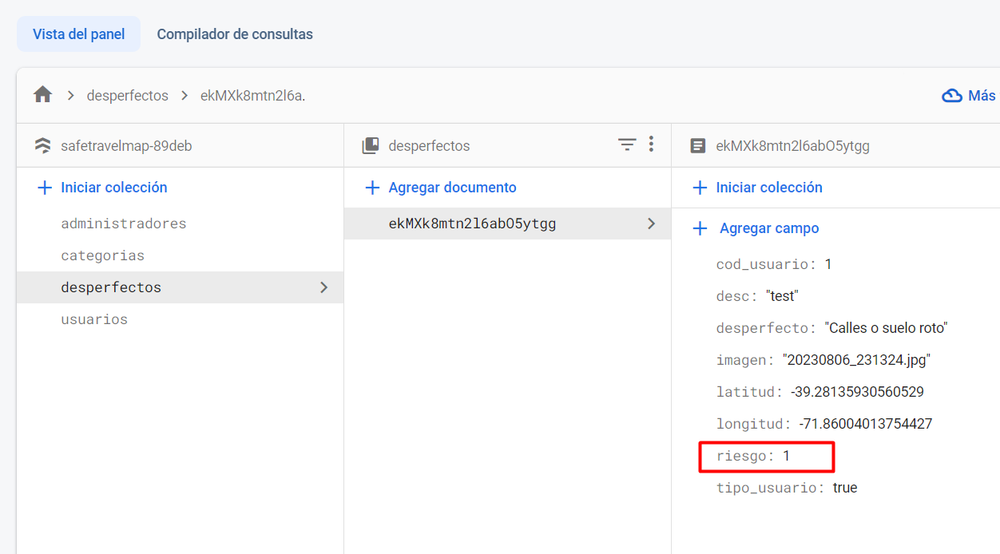 Vista del panel
Compilador de consultas
desperfectos
ekMXk8mtn2l6a.
Más
safetravelmap-89deb
Iniciar colección
administradores
categorias
desperfectos
usuarios
desperfectos
Agregar documento
ekMXk8mtn2l6abO5ytgg
ekMXk8mtn2l6abO5ytgg
Iniciar colección
Agregar campo
cod_usuario: 1
desc: "test"
desperfecto: "Calles o suelo roto"
imagen: "20230806_231324.jpg"
latitud: -39.28135930560529
longitud: -71.86004013754427
riesgo: 1
tipo_usuario: true